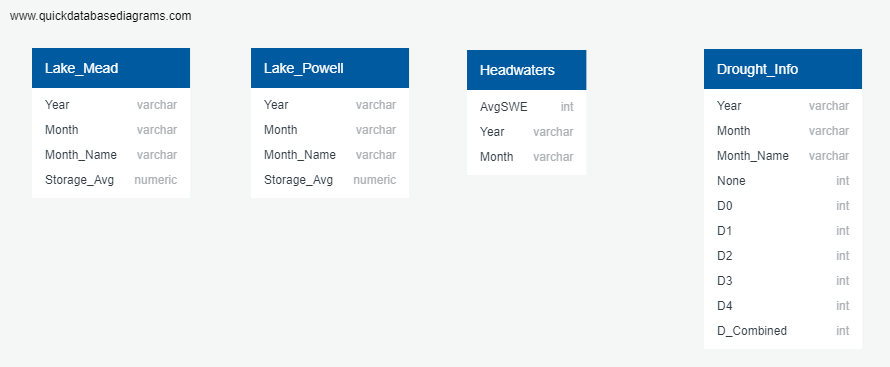 www.quickdatabasediagrams.com
Lake_Mead
Year varchar
Month varchar
Month_Name varchar
Storage_Avg numeric
Lake_Powell
Year varchar
Month varchar
Month_Name varchar
Storage_Avg numeric
Headwaters
AvgSWE int
Year varchar
Month varchar
Drought_Info
Year varchar
Month varchar
Month_Name varchar
None int
D0 int
D1 int
D2 int
D3 int
D4 int
D_Combined int